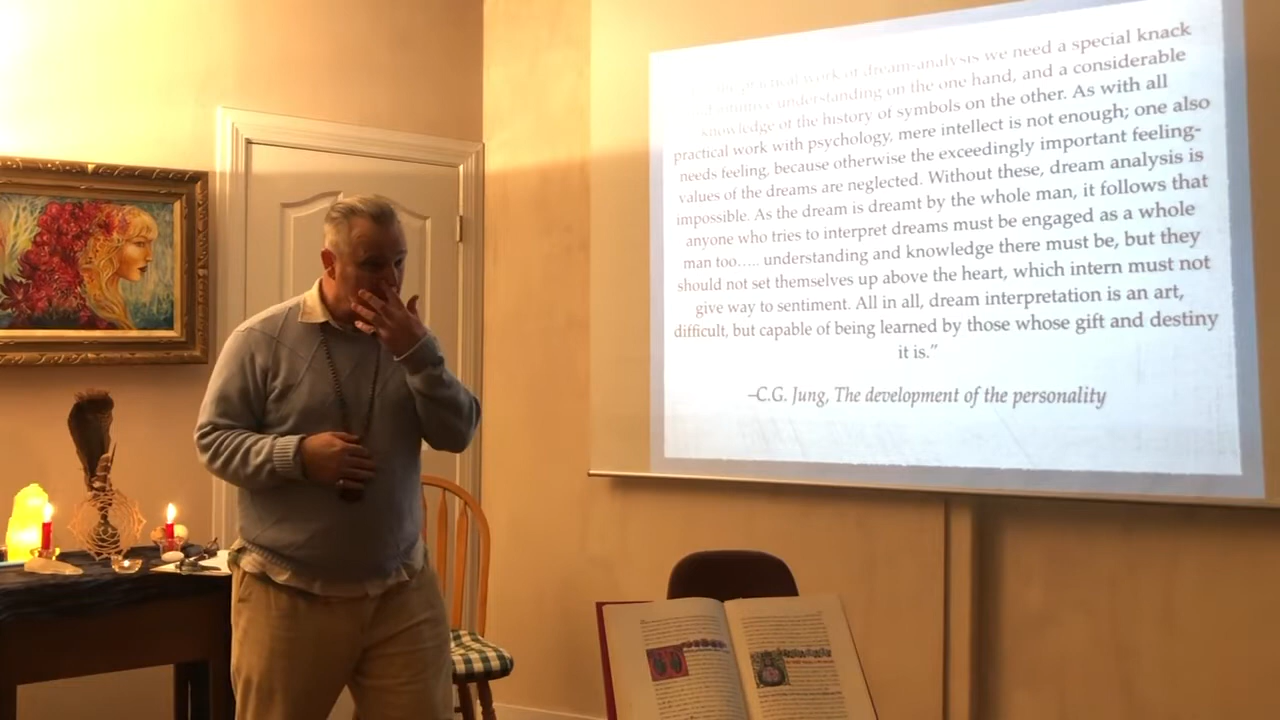 practical work of dream-analysis we need a special knack
intuitive understanding on the one hand, and a considerable
knowledge of the history of symbols on the other. As with all
practical work with psychology, mere intellect is not enough; one also
needs feeling, because otherwise the exceedingly important feeling-
values of the dreams are neglected. Without these, dream analysis is
impossible. As the dream is dreamt by the whole man, it follows that
anyone who tries to interpret dreams must be engaged as a whole
man too..... understanding and knowledge there must be, but they
should not set themselves up above the heart, which intern must not
give way to sentiment. All in all, dream interpretation is an art,
difficult, but capable of being learned by those whose gift and destiny
it is.”
–C.G. Jung, The development of the personality